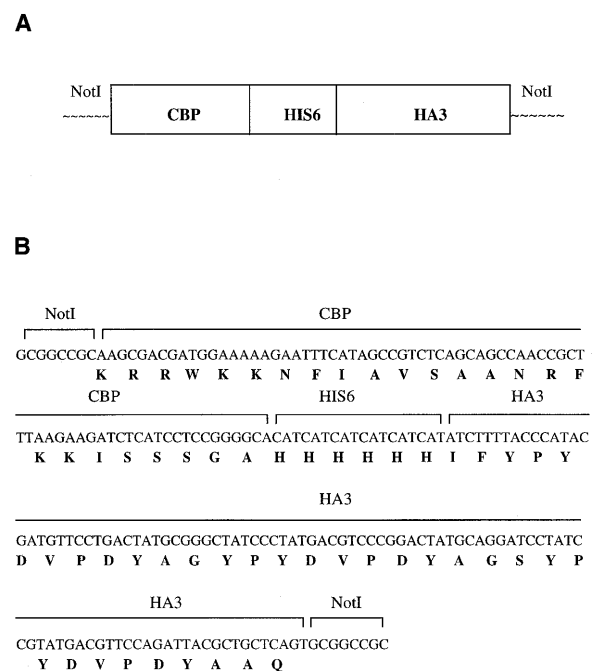 A
NotI NotI
CBP HIS6 HA3
B
NotI CBP
GCGGCCGCAAGCGACGATGGAAAAAGAATTTCATAGCCGTCTCAGCAGCCAACCGCT
K R R W K K N F I A V S A A N R F
CBP HIS6 HA3
TTAAGAAGATCTCATCCTCCGGGGCACATCATCATCATCATCATATCTTTTACCCATAC
K K I S S S G A H H H H H H I F Y P Y
HA3
GATGTTCCTGACTATGCGGGCTATCCCTATGACGTCCCGGACTATGCAGGATCCTATC
D V P D Y A G Y P Y D V P D Y A G S Y P
HA3 NotI
CGTATGACGTTCCAGATTACGCTGCTCAGTGCGGCCGC
Y D V P D Y A A Q